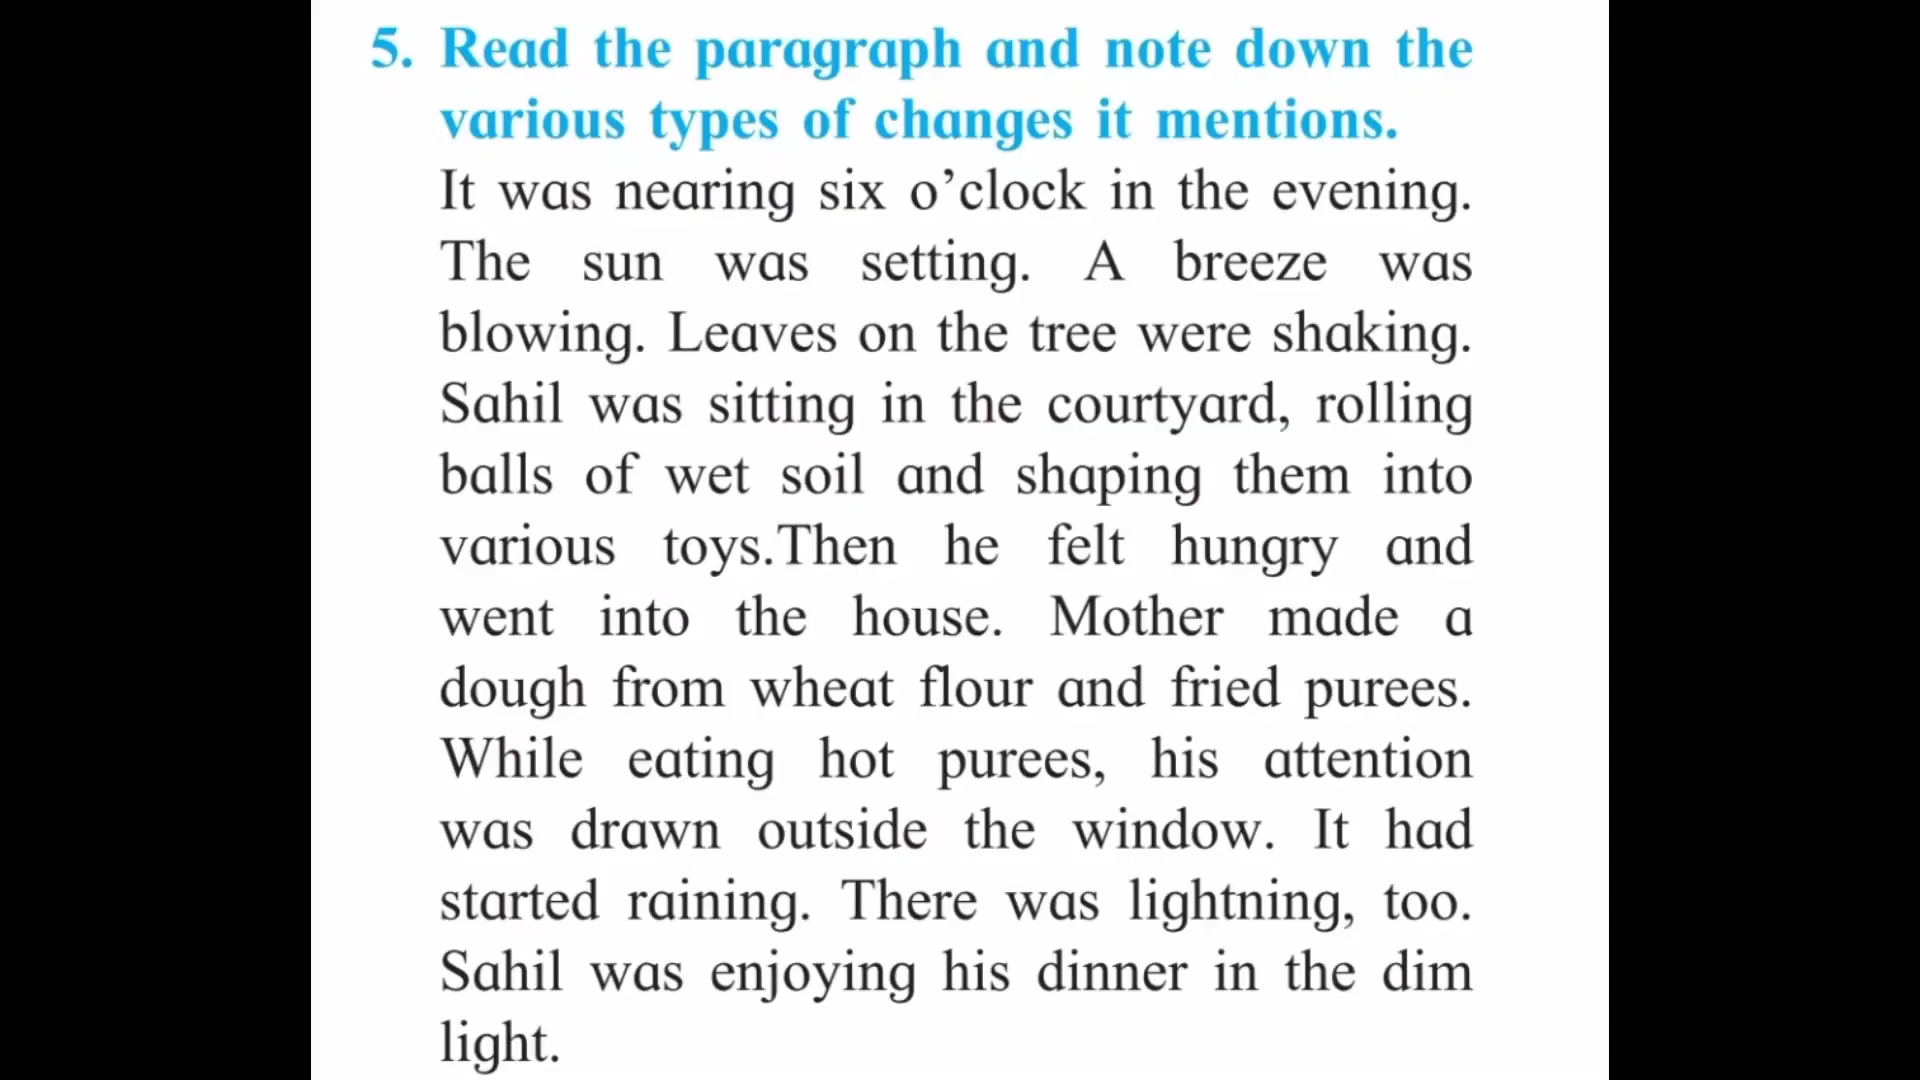 5. Read the paragraph and note down the
various types of changes it mentions.
It was nearing six o’clock in the evening.
The sun was setting. A breeze was
blowing. Leaves on the tree were shaking.
Sahil was sitting in the courtyard, rolling
balls of wet soil and shaping them into
various toys.Then he felt hungry and
went into the house. Mother made a
dough from wheat flour and fried purees.
While eating hot purees, his attention
was drawn outside the window. It had
started raining. There was lightning, too.
Sahil was enjoying his dinner in the dim
light.